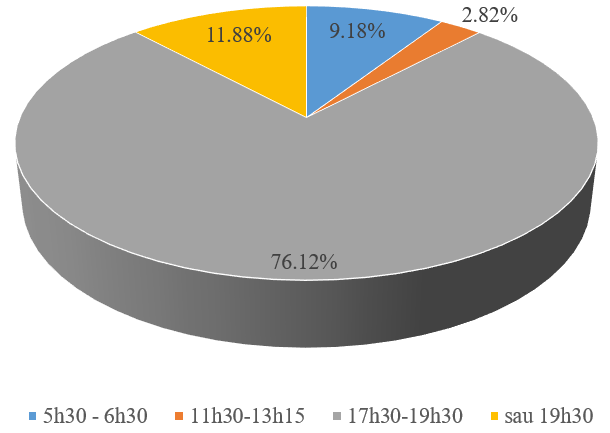 2.82%
11.88%
9.18%
76.12%
5h30 - 6h30
11h30-13h15
17h30-19h30
sau 19h30